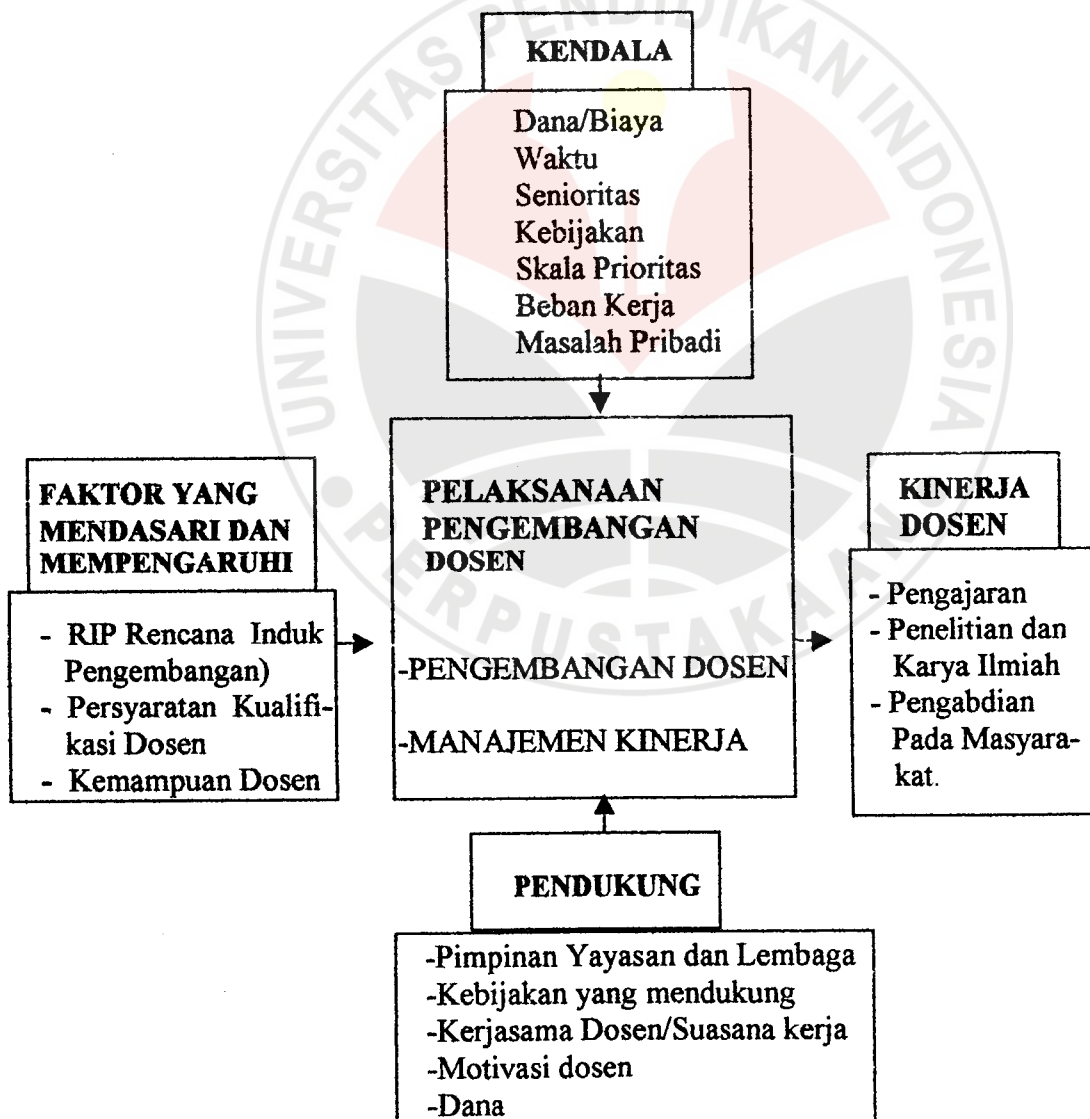 UNIVERSITAS PENDIDIKAN INDONESIA
PERPUSTAKAAN
KENDALA
Dana/Biaya
Waktu
Senioritas
Kebijakan
Skala Prioritas
Beban Kerja
Masalah Pribadi
FAKTOR YANG
MENDASARI DAN
MEMPENGARUHI
- RIP Rencana Induk
Pengembangan)
- Persyaratan Kualifi-
kasi Dosen
- Kemampuan Dosen
PELAKSANAAN
PENGEMBANGAN
DOSEN
-PENGEMBANGAN DOSEN
-MANAJEMEN KINERJA
KINERJA
DOSEN
- Pengajaran
- Penelitian dan
Karya Ilmiah
- Pengabdian
Pada Masyara-
kat.
PENDUKUNG
-Pimpinan Yayasan dan Lembaga
-Kebijakan yang mendukung
-Kerjasama Dosen/Suasana kerja
-Motivasi dosen
-Dana